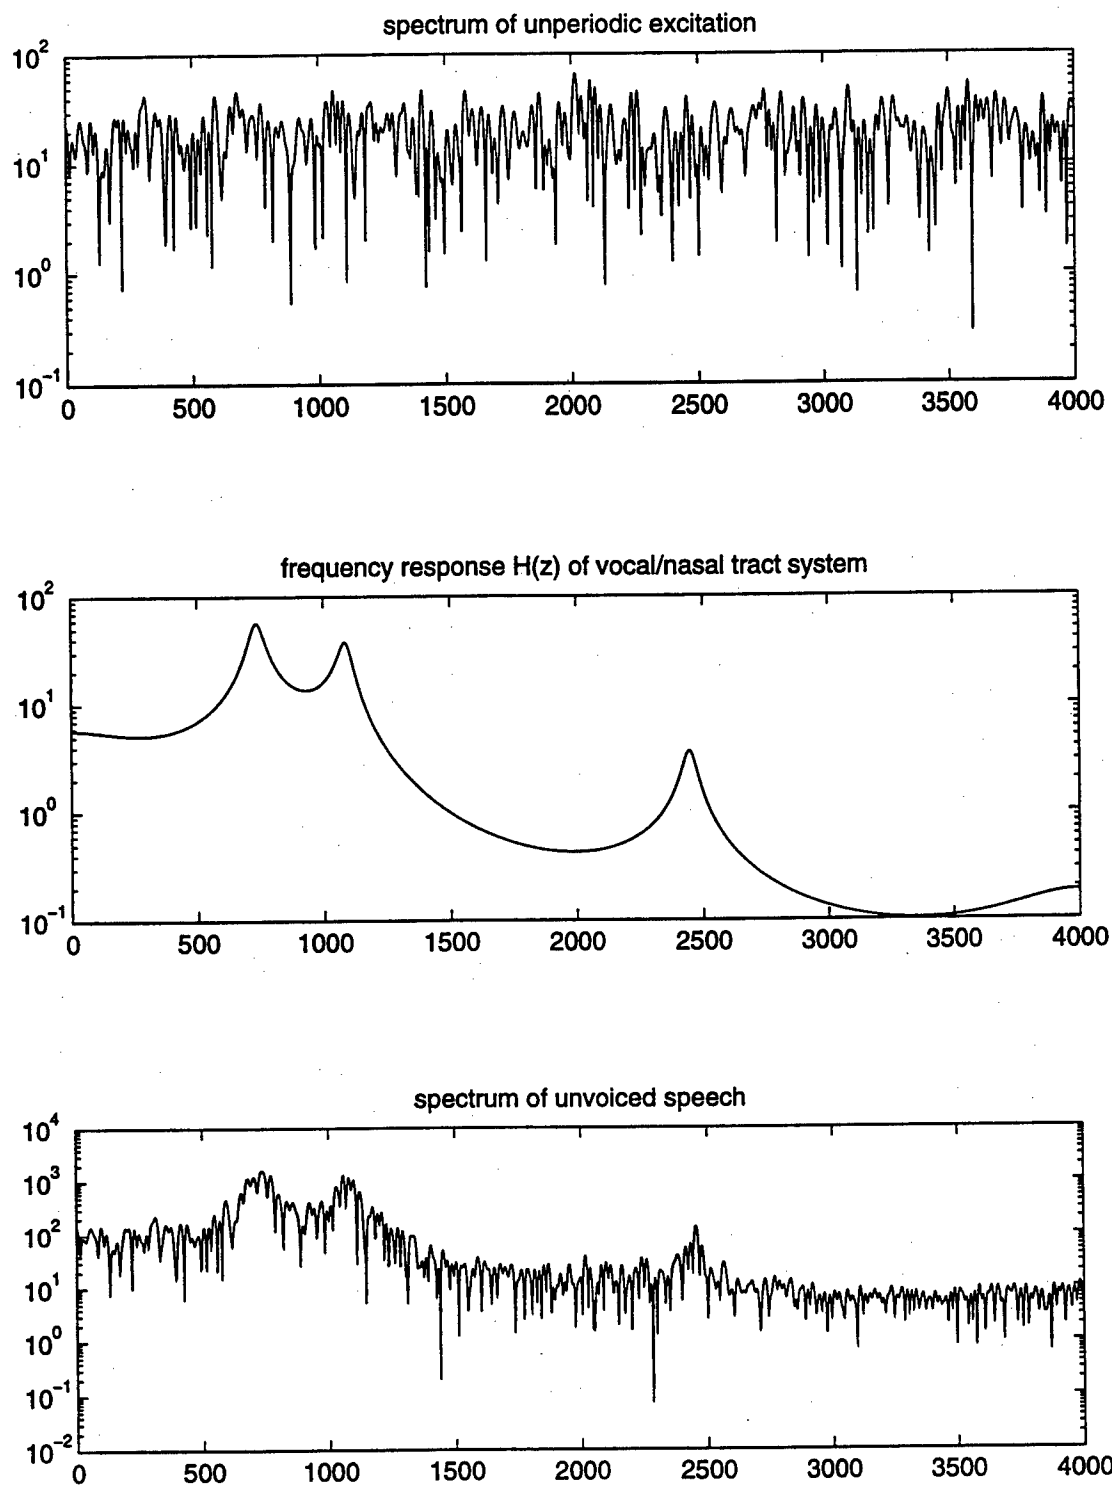 spectrum of unperiodic excitation
10^2
10^1
10^0
10^-1
0 500 1000 1500 2000 2500 3000 3500 4000
frequency response H(z) of vocal/nasal tract system
10^2
10^1
10^0
10^-1
0 500 1000 1500 2000 2500 3000 3500 4000
spectrum of unvoiced speech
10^4
10^3
10^2
10^1
10^0
10^-1
10^-2
0 500 1000 1500 2000 2500 3000 3500 4000